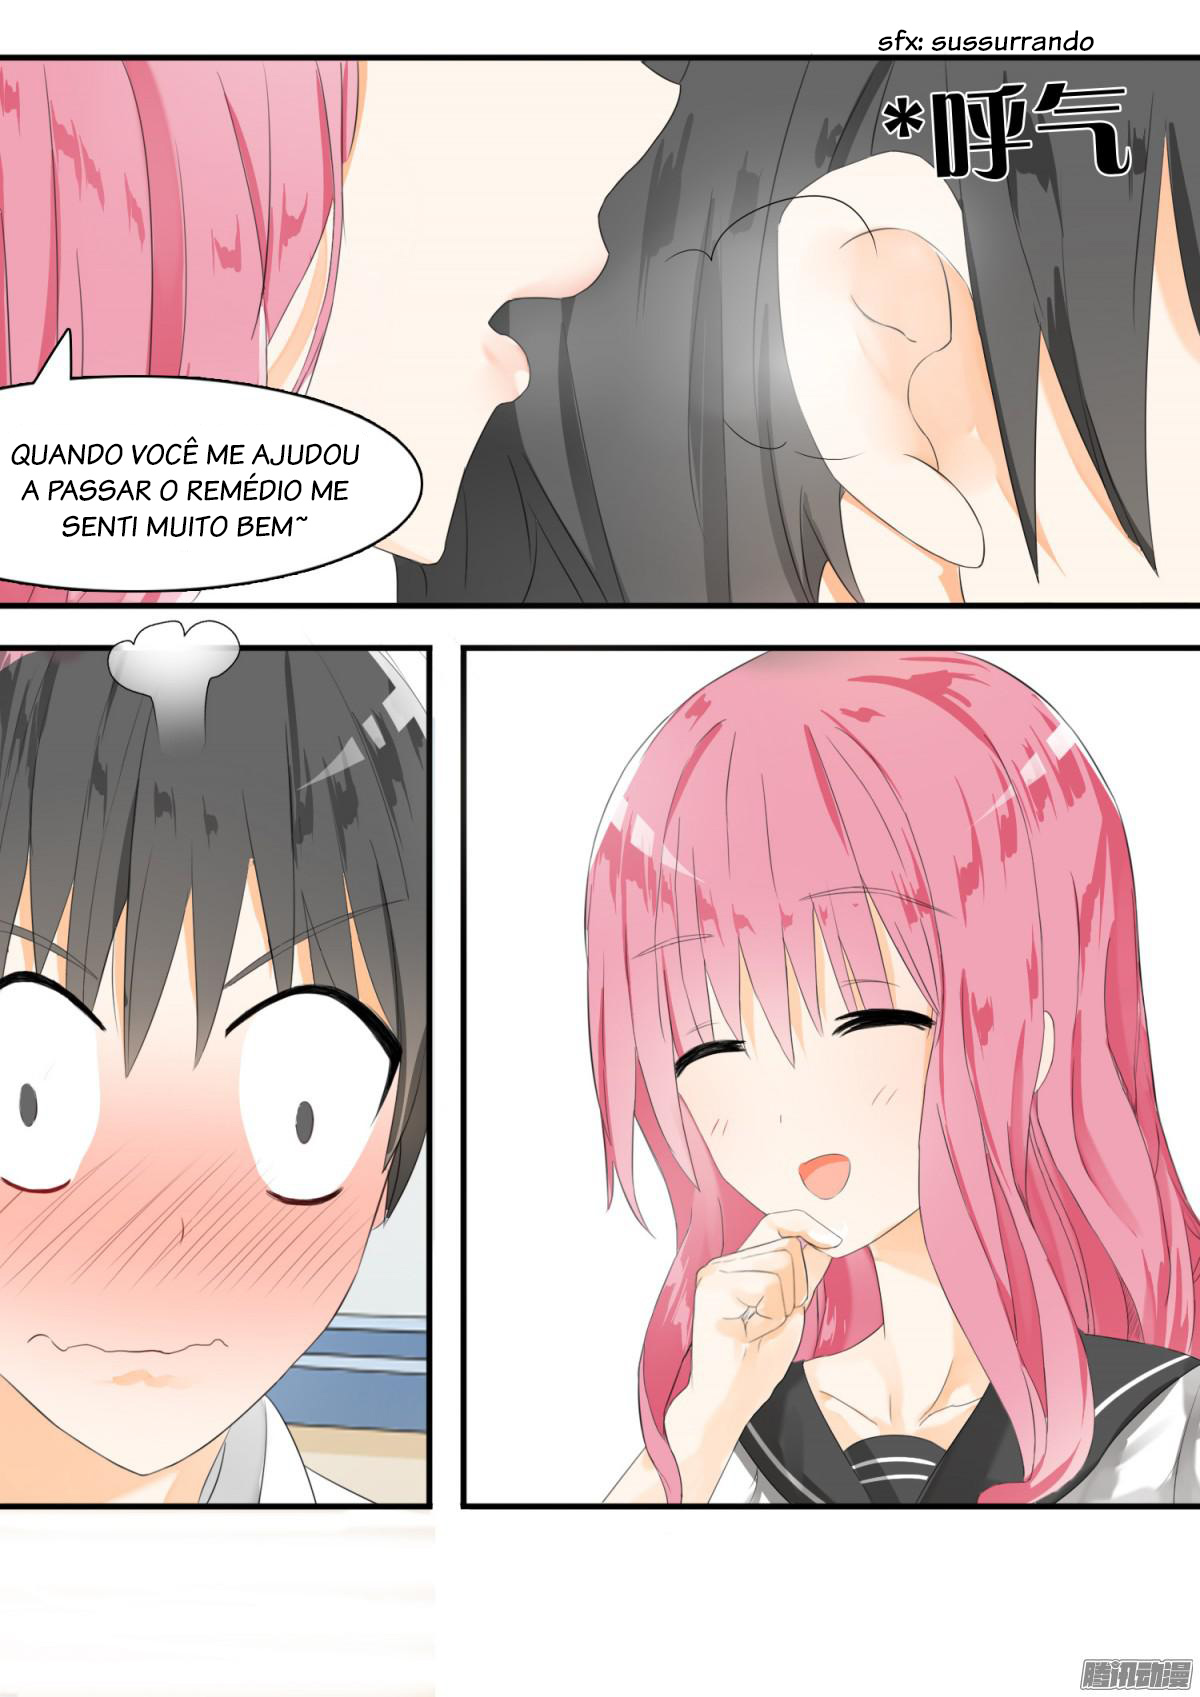 sfx: sussurrando
*呼气
QUANDO VOCÊ ME AJUDOU
A PASSAR O REMÉDIO ME
SENTI MUITO BEM~
腾讯动漫